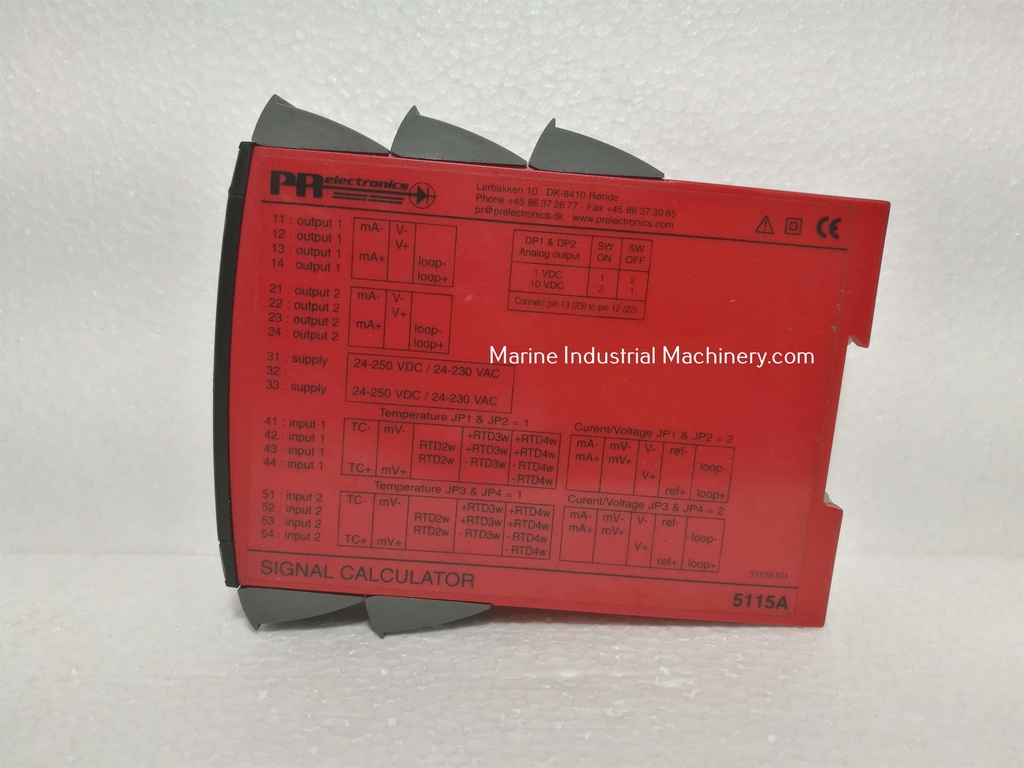 PR electronics
Lerbakken 10 DK-8410 Rønde
Phone +45 86 37 26 77 Fax +45 86 37 30 85
pr@prelectronics.dk www.prelectronics.com
CE
11 : output 1 mA- V-
12 : output 1 V+
13 : output 1 mA+ loop-
14 : output 1 loop+
DP1 & DP2 Analog output SW ON SW OFF
1 VDC 1 2
10 VDC 2 1
Connect pin 13 (23) to pin 12 (22)
21 : output 2 mA- V-
22 : output 2 V+
23 : output 2 mA+ loop-
24 : output 2 loop+
Marine Industrial Machinery.com
31 : supply 24-250 VDC / 24-230 VAC
32 :
33 : supply 24-250 VDC / 24-230 VAC
Temperature JP1 & JP2 = 1
Curent/Voltage JP1 & JP2 = 2
41 : input 1 TC- mV- +RTD3w +RTD4w mA- mV- V- ref-
42 : input 1 RTD2w +RTD3w +RTD4w mA+ mV+ loop-
43 : input 1 RTD2w -RTD3w -RTD4w V+
44 : input 1 TC+ mV+ -RTD4w ref+ loop+
Temperature JP3 & JP4 = 1
Curent/Voltage JP3 & JP4 = 2
51 : input 2 TC- mV- +RTD3w +RTD4w mA- mV- V- ref-
52 : input 2 RTD2w +RTD3w +RTD4w mA+ mV+ loop-
53 : input 2 RTD2w -RTD3w -RTD4w V+
54 : input 2 TC+ mV+ -RTD4w ref+ loop+
SIGNAL CALCULATOR
5115S101
5115A